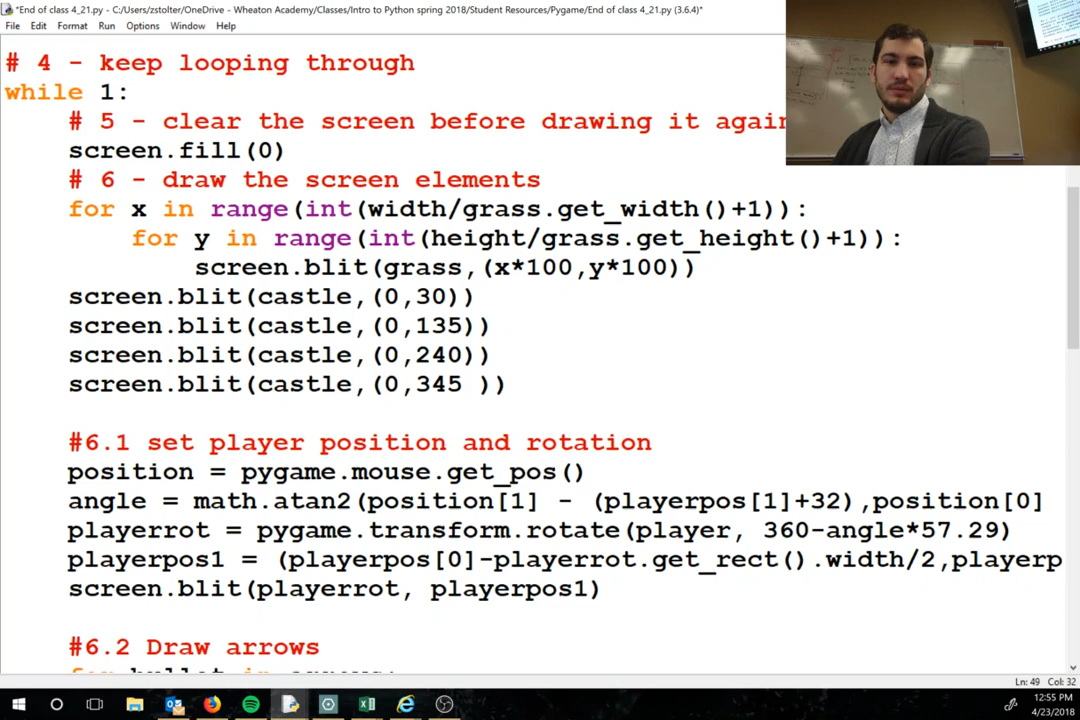 *End of class 4_21.py - C:/Users/zstolter/OneDrive - Wheaton Academy/Classes/Intro to Python spring 2018/Student Resources/Pygame/End of class 4_21.py (3.6.4)*
File Edit Format Run Options Window Help
# 4 - keep looping through
while 1:
# 5 - clear the screen before drawing it again
screen.fill(0)
# 6 - draw the screen elements
for x in range(int(width/grass.get_width()+1)):
for y in range(int(height/grass.get_height()+1)):
screen.blit(grass,(x*100,y*100))
screen.blit(castle,(0,30))
screen.blit(castle,(0,135))
screen.blit(castle,(0,240))
screen.blit(castle,(0,345 ))
#6.1 set player position and rotation
position = pygame.mouse.get_pos()
angle = math.atan2(position[1] - (playerpos[1]+32),position[0]
playerrot = pygame.transform.rotate(player, 360-angle*57.29)
playerpos1 = (playerpos[0]-playerrot.get_rect().width/2,playerp
screen.blit(playerrot, playerpos1)
#6.2 Draw arrows
for bullet in arrows:
Ln: 49 Col: 32
12:55 PM
4/23/2018